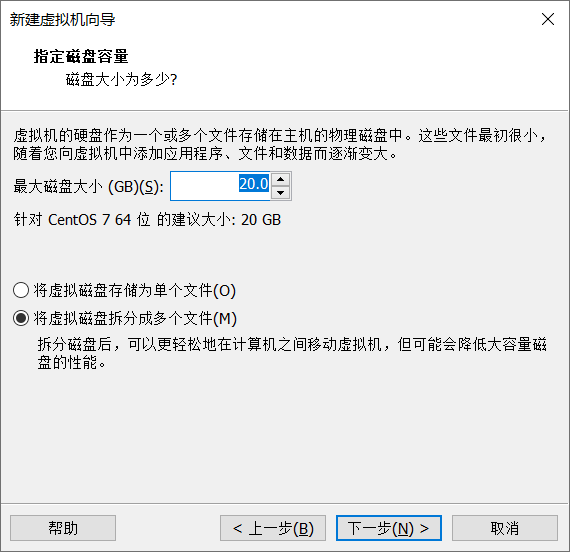 新建虚拟机向导
指定磁盘容量
磁盘大小为多少?
虚拟机的硬盘作为一个或多个文件存储在主机的物理磁盘中。这些文件最初很小，
随着您向虚拟机中添加应用程序、文件和数据而逐渐变大。
最大磁盘大小 (GB)(S): 20.0
针对 CentOS 7 64 位 的建议大小: 20 GB
将虚拟磁盘存储为单个文件(O)
将虚拟磁盘拆分成多个文件(M)
拆分磁盘后，可以更轻松地在计算机之间移动虚拟机，但可能会降低大容量磁
盘的性能。
帮助 < 上一步(B) 下一步(N) > 取消